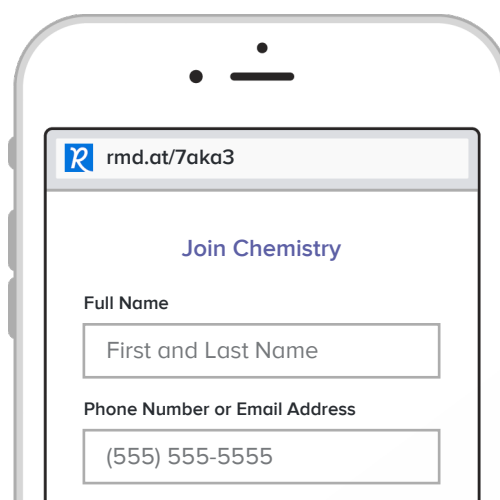 rmd.at/7aka3
Join Chemistry
Full Name
First and Last Name
Phone Number or Email Address
(555) 555-5555